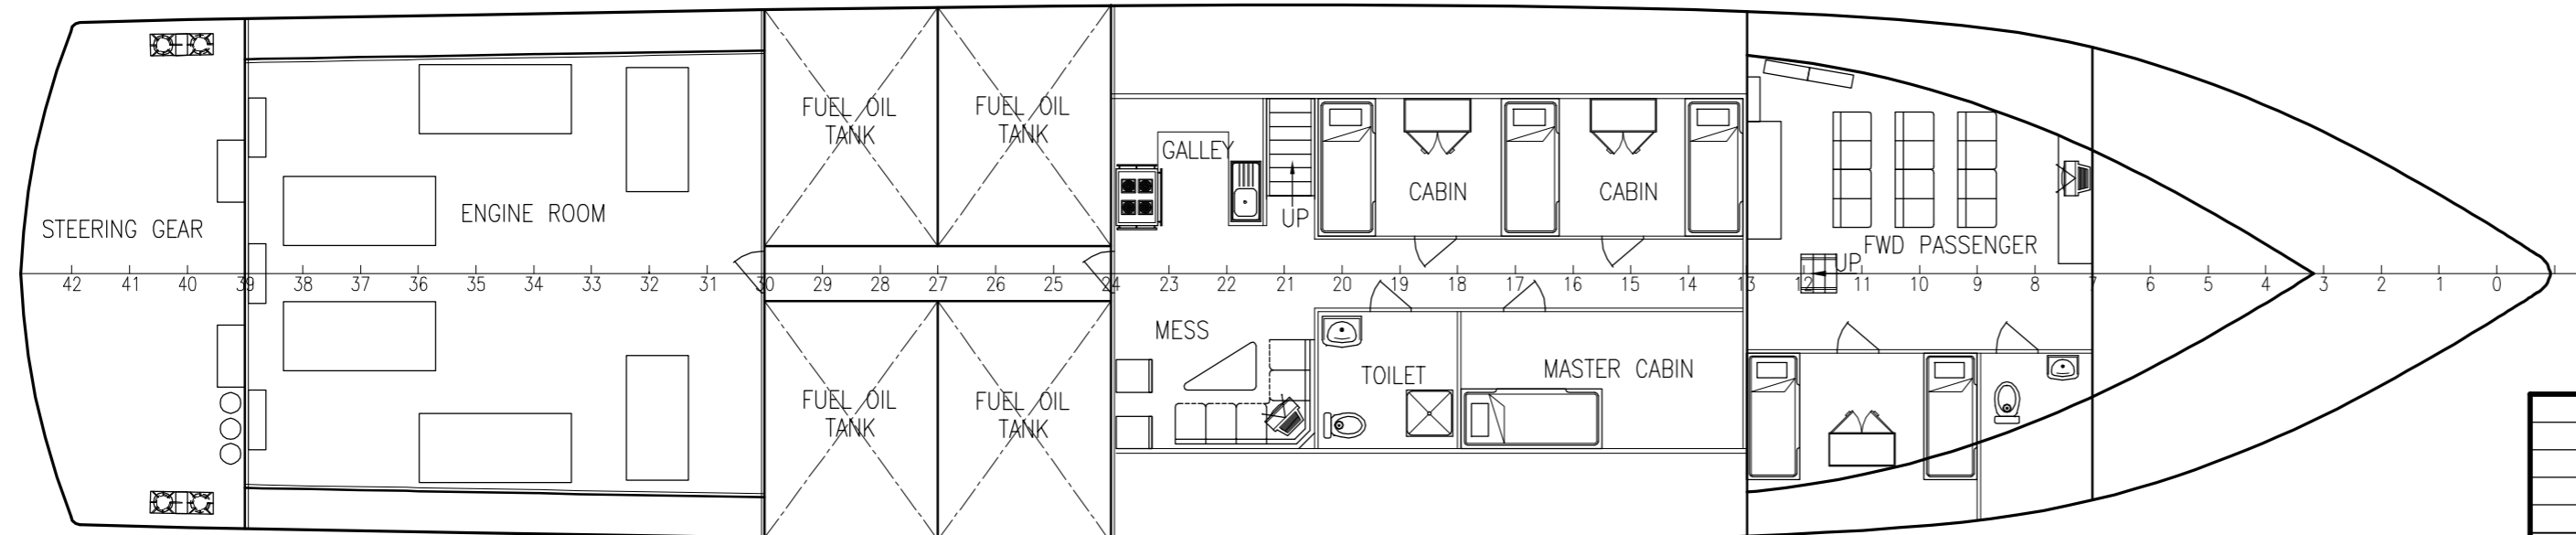 FUEL OIL
TANK
FUEL OIL
TANK
GALLEY
UP
CABIN
CABIN
STEERING GEAR
ENGINE ROOM
FWD PASSENGER
UP
42 41 40 39 38 37 36 35 34 33 32 31 30 29 28 27 26 25 24 23 22 21 20 19 18 17 16 15 14 13 12 11 10 9 8 7 6 5 4 3 2 1 0
MESS
TOILET
MASTER CABIN
FUEL OIL
TANK
FUEL OIL
TANK